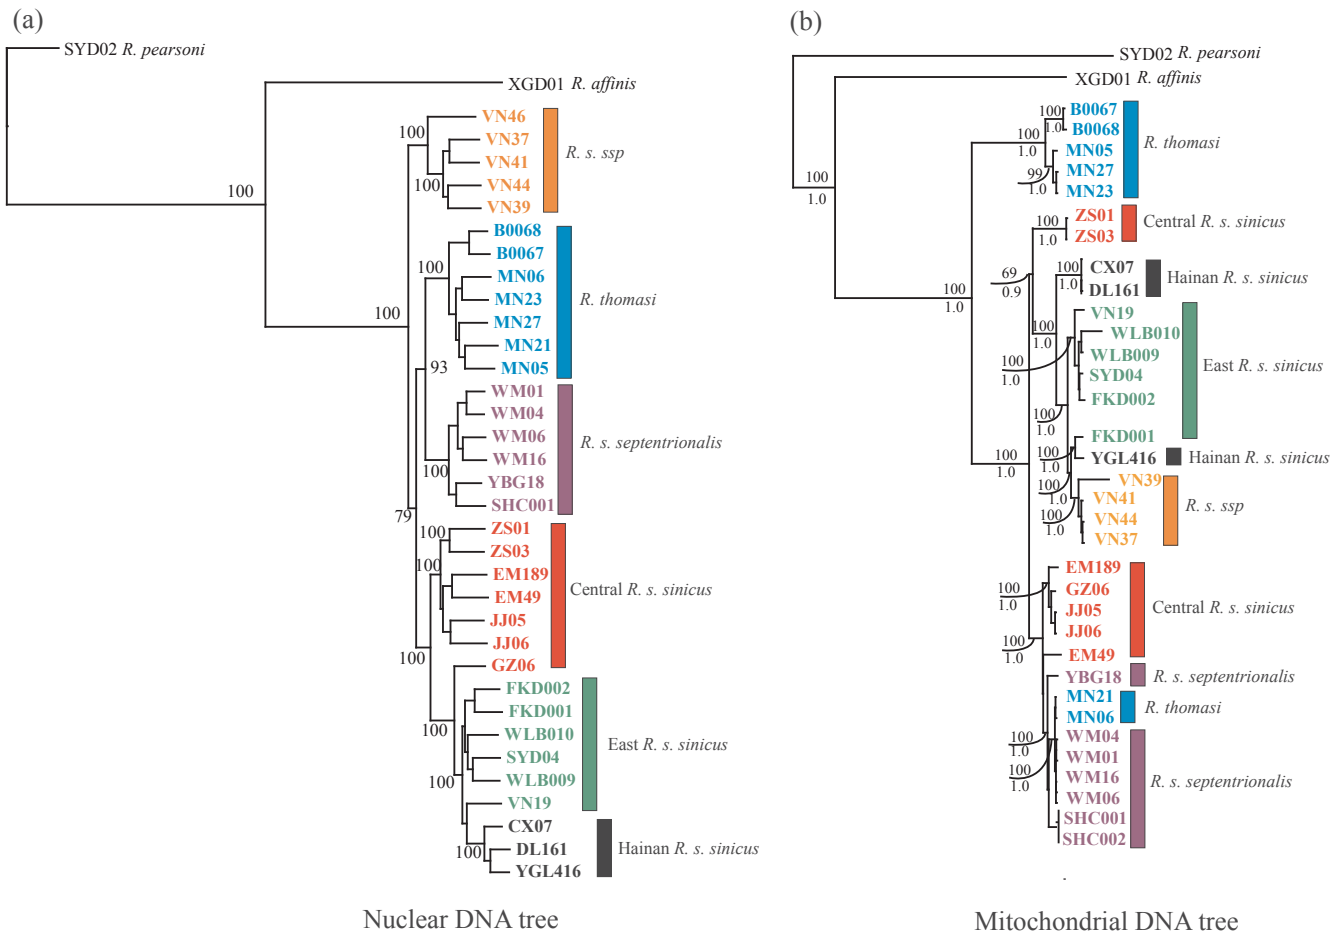 (a)
SYD02 R. pearsoni
XGD01 R. affinis
100
100
VN46
VN37
VN41
VN44
VN39
R. s. ssp
100
100
B0068
B0067
MN06
MN23
MN27
MN21
MN05
R. thomasi
100
93
WM01
WM04
WM06
WM16
YBG18
SHC001
R. s. septentrionalis
100
79
ZS01
ZS03
EM189
EM49
JJ05
JJ06
GZ06
Central R. s. sinicus
100
100
100
FKD002
FKD001
WLB010
SYD04
WLB009
VN19
East R. s. sinicus
100
100
CX07
DL161
YGL416
Hainan R. s. sinicus
100
Nuclear DNA tree
(b)
SYD02 R. pearsoni
XGD01 R. affinis
100
1.0
B0067
B0068
MN05
MN27
MN23
R. thomasi
100
1.0
100
1.0
99
1.0
ZS01
ZS03
Central R. s. sinicus
100
1.0
69
0.9
100
1.0
CX07
DL161
Hainan R. s. sinicus
100
1.0
VN19
WLB010
WLB009
SYD04
FKD002
East R. s. sinicus
100
1.0
100
1.0
100
1.0
FKD001
YGL416
Hainan R. s. sinicus
100
1.0
100
1.0
VN39
VN41
VN44
VN37
R. s. ssp
100
1.0
100
1.0
EM189
GZ06
JJ05
JJ06
EM49
Central R. s. sinicus
100
1.0
100
1.0
YBG18
R. s. septentrionalis
MN21
MN06
R. thomasi
WM04
WM01
WM16
WM06
SHC001
SHC002
R. s. septentrionalis
100
1.0
100
1.0
Mitochondrial DNA tree